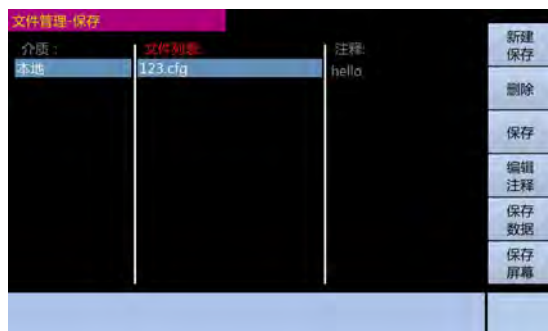 文件管理-保存
介质：
文件列表:
注释:
本地
123.cfg
hello
新建
保存
删除
保存
编辑
注释
保存
数据
保存
屏幕